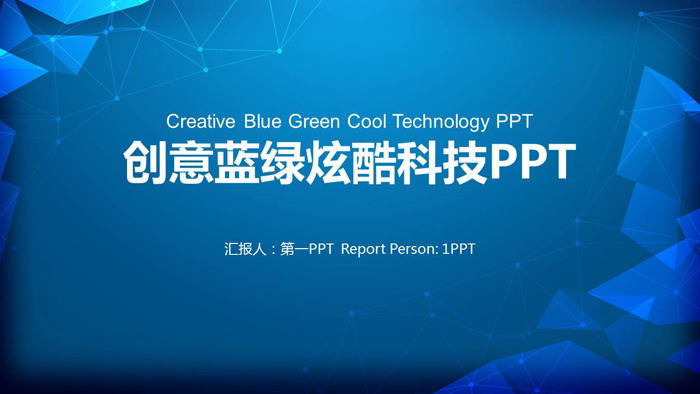 Creative Blue Green Cool Technology PPT
创意蓝绿炫酷科技PPT
汇报人：第一PPT Report Person: 1PPT